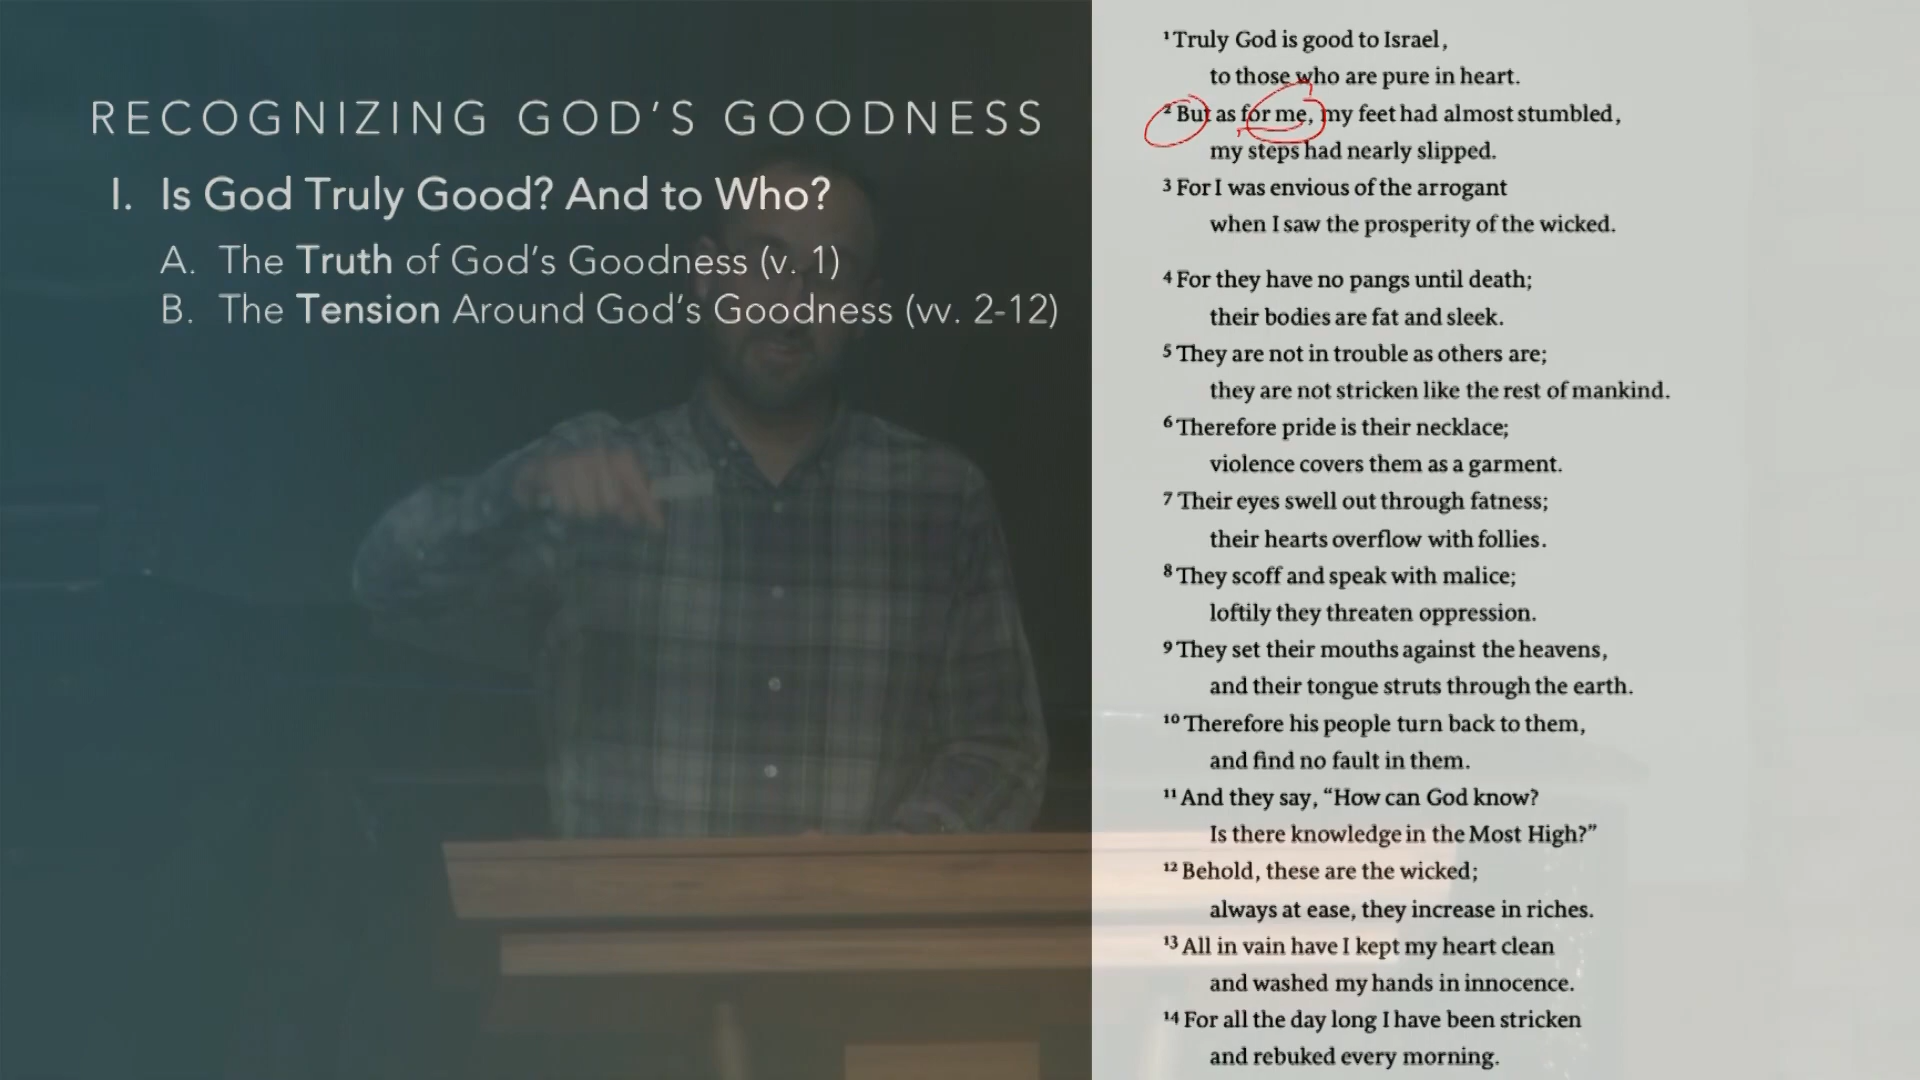 RECOGNIZING GOD'S GOODNESS
I. Is God Truly Good? And to Who?
A. The Truth of God's Goodness (v. 1)
B. The Tension Around God's Goodness (vv. 2-12)
1 Truly God is good to Israel,
to those who are pure in heart.
2 But as for me, my feet had almost stumbled,
my steps had nearly slipped.
3 For I was envious of the arrogant
when I saw the prosperity of the wicked.
4 For they have no pangs until death;
their bodies are fat and sleek.
5 They are not in trouble as others are;
they are not stricken like the rest of mankind.
6 Therefore pride is their necklace;
violence covers them as a garment.
7 Their eyes swell out through fatness;
their hearts overflow with follies.
8 They scoff and speak with malice;
loftily they threaten oppression.
9 They set their mouths against the heavens,
and their tongue struts through the earth.
10 Therefore his people turn back to them,
and find no fault in them.
11 And they say, “How can God know?
Is there knowledge in the Most High?”
12 Behold, these are the wicked;
always at ease, they increase in riches.
13 All in vain have I kept my heart clean
and washed my hands in innocence.
14 For all the day long I have been stricken
and rebuked every morning.